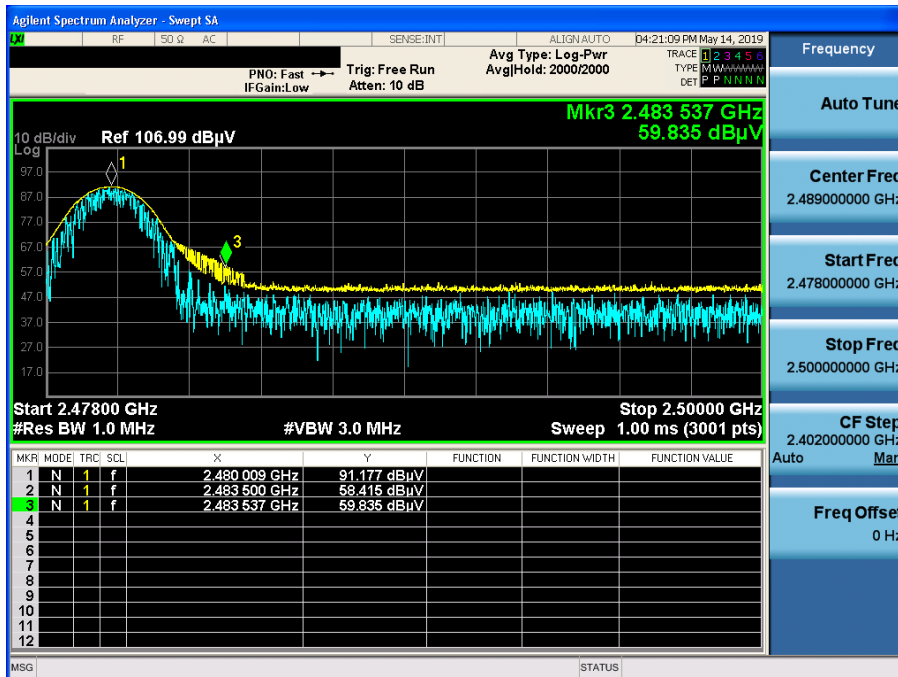 Agilent Spectrum Analyzer - Swept SA
LXI RF 50 Ω AC SENSE:INT ALIGN AUTO 04:21:09 PM May 14, 2019
PNO: Fast Trig: Free Run Avg Type: Log-Pwr TRACE 1 2 3 4 5 6
IFGain:Low Atten: 10 dB Avg|Hold: 2000/2000 TYPE M W W W W W
DET P P N N N N
Mkr3 2.483 537 GHz
59.835 dBµV
10 dB/div Ref 106.99 dBµV
Log
97.0
87.0
77.0
67.0
57.0
47.0
37.0
27.0
17.0
1
3
Start 2.47800 GHz Stop 2.50000 GHz
#Res BW 1.0 MHz #VBW 3.0 MHz Sweep 1.00 ms (3001 pts)
MKR MODE TRC SCL X Y FUNCTION FUNCTION WIDTH FUNCTION VALUE
1 N 1 f 2.480 009 GHz 91.177 dBµV
2 N 1 f 2.483 500 GHz 58.415 dBµV
3 N 1 f 2.483 537 GHz 59.835 dBµV
4
5
6
7
8
9
10
11
12
MSG STATUS
Frequency
Auto Tune
Center Freq
2.489000000 GHz
Start Freq
2.478000000 GHz
Stop Freq
2.500000000 GHz
CF Step
2.402000000 GHz
Auto Man
Freq Offset
0 Hz